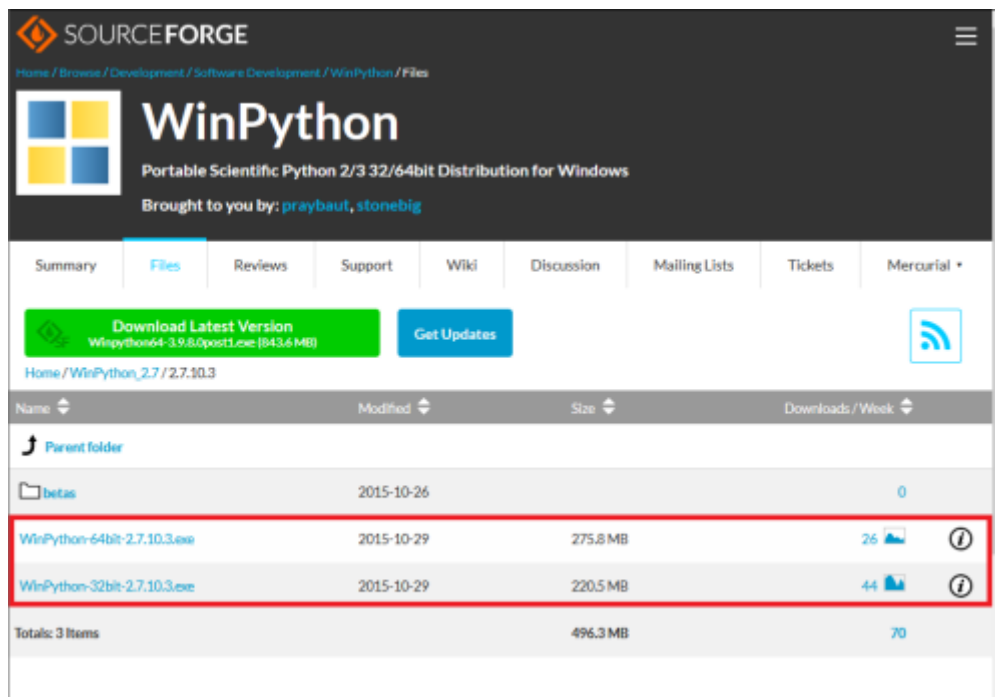 SOURCEFORGE
Home / Browse / Development / Software Development / WinPython / Files
WinPython
Portable Scientific Python 2/3 32/64bit Distribution for Windows
Brought to you by: praybaut, stonebig
Summary Files Reviews Support Wiki Discussion Mailing Lists Tickets Mercurial
Download Latest Version
Winpython64-3.9.8.0post1.exe (843.6 MB)
Get Updates
Home / WinPython_2.7 / 2.7.10.3
Name Modified Size Downloads / Week
Parent folder
betas 2015-10-26 0
WinPython-64bit-2.7.10.3.exe 2015-10-29 275.8 MB 26 i
WinPython-32bit-2.7.10.3.exe 2015-10-29 220.5 MB 44 i
Totals: 3 Items 496.3 MB 70